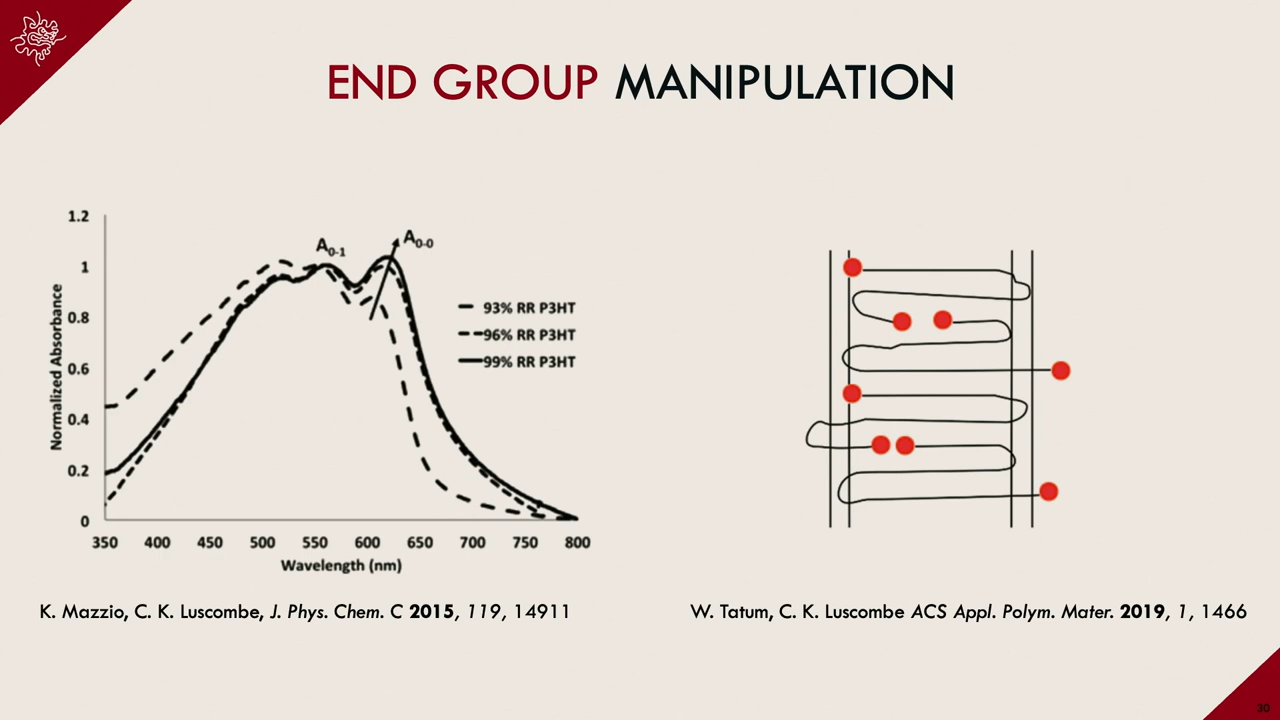 END GROUP MANIPULATION
1.2
1
0.8
0.6
0.4
0.2
0
Normalized Absorbance
A0-1
A0-0
93% RR P3HT
96% RR P3HT
99% RR P3HT
350 400 450 500 550 600 650 700 750 800
Wavelength (nm)
K. Mazzio, C. K. Luscombe, J. Phys. Chem. C 2015, 119, 14911
W. Tatum, C. K. Luscombe ACS Appl. Polym. Mater. 2019, 1, 1466
30